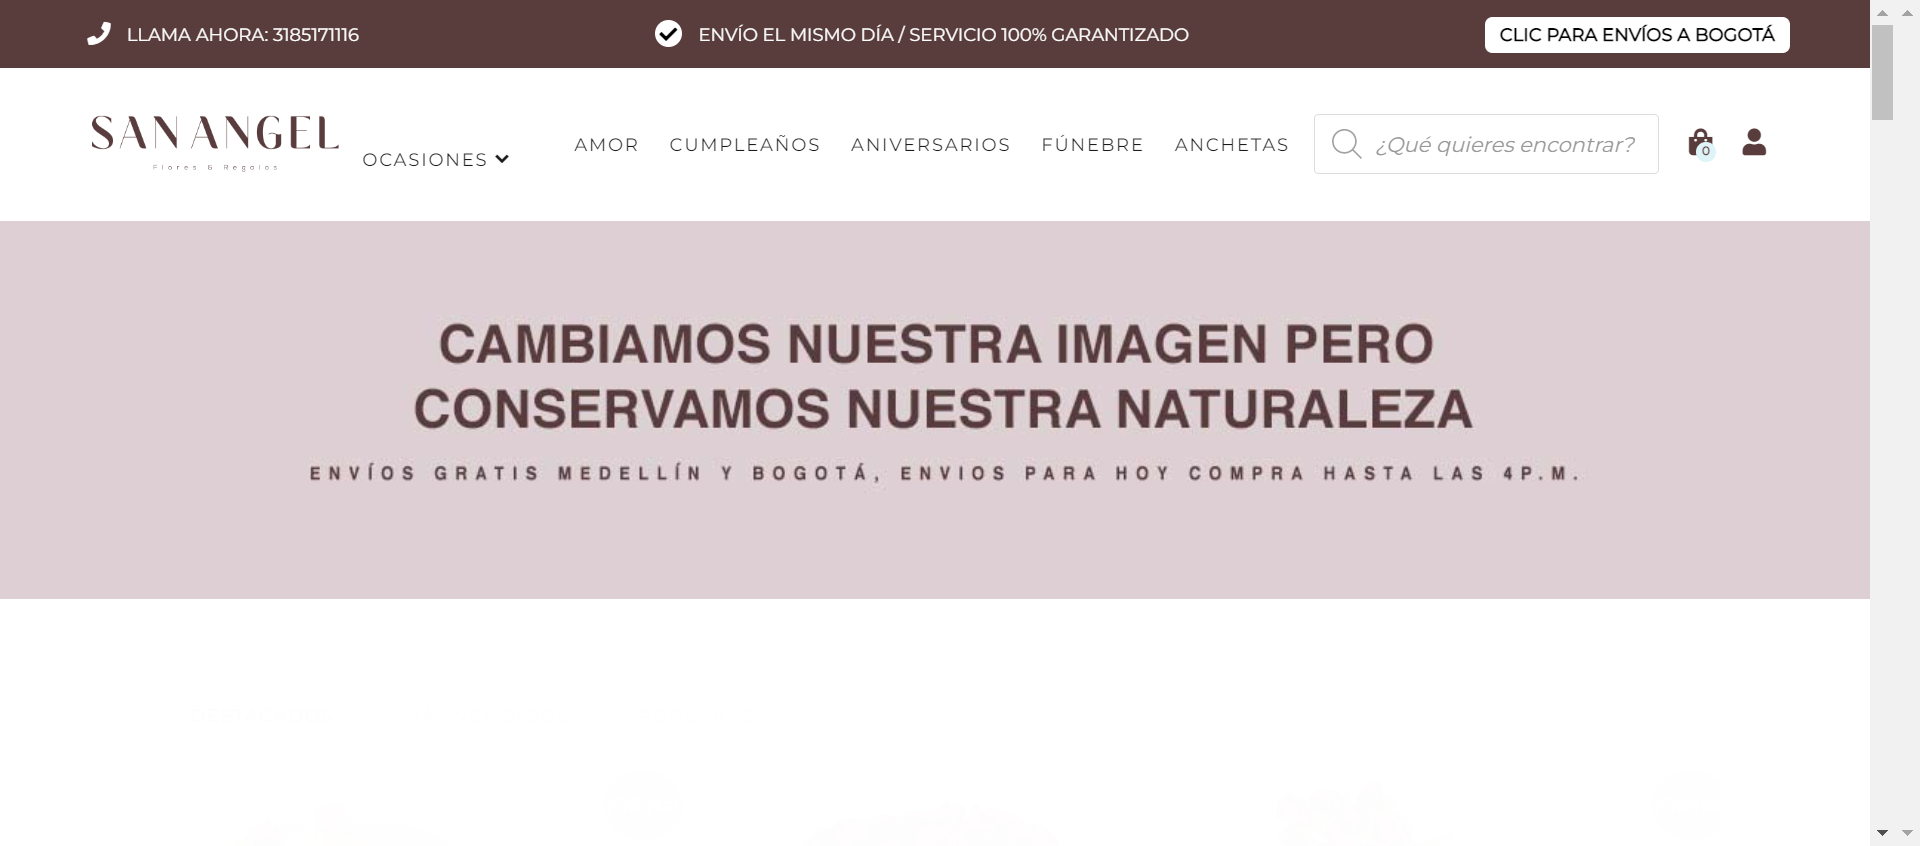 LLAMA AHORA: 3185171116
ENVÍO EL MISMO DÍA / SERVICIO 100% GARANTIZADO
CLIC PARA ENVÍOS A BOGOTÁ
SAN ANGEL
Flores & Regalos
OCASIONES
AMOR
CUMPLEAÑOS
ANIVERSARIOS
FÚNEBRE
ANCHETAS
¿Qué quieres encontrar?
0
CAMBIAMOS NUESTRA IMAGEN PERO
CONSERVAMOS NUESTRA NATURALEZA
ENVÍOS GRATIS MEDELLÍN Y BOGOTÁ, ENVIOS PARA HOY COMPRA HASTA LAS 4P.M.